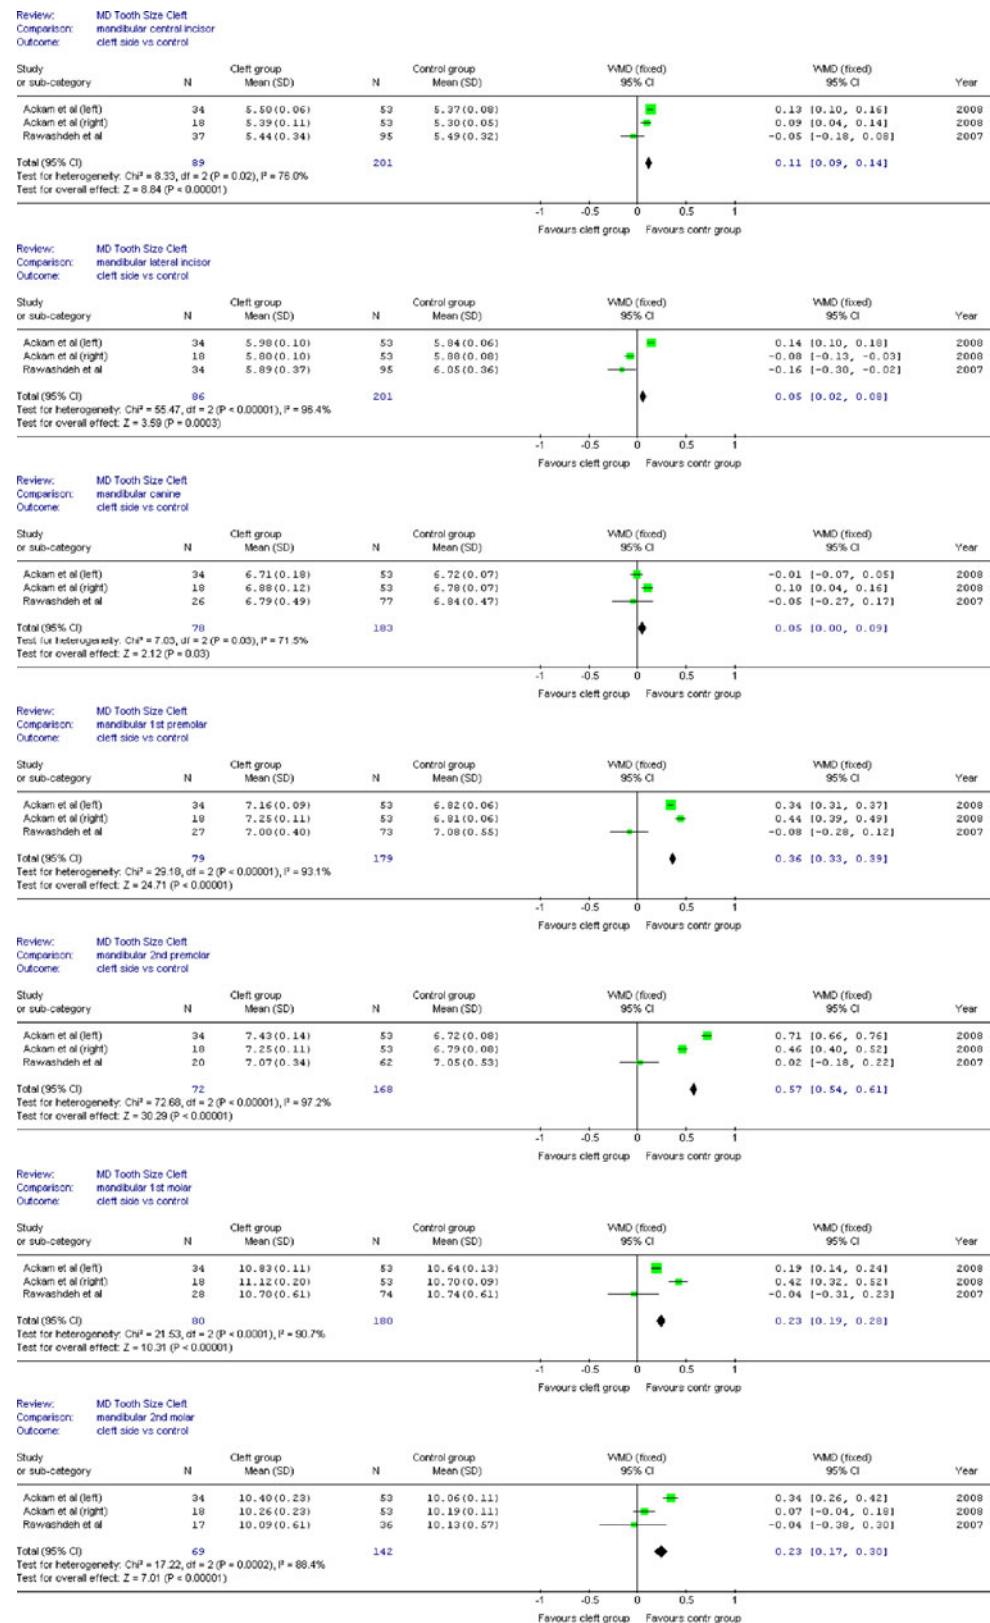 Review: MD Tooth Size Cleft
Comparison: mandibular central incisor
Outcome: cleft side vs control
Study Cleft group Control group WMD (fixed) WMD (fixed)
or sub-category N Mean (SD) N Mean (SD) 95% CI 95% CI Year
Ackam et al (left) 34 5.50(0.06) 53 5.37(0.08) 0.13 [0.10, 0.16] 2008
Ackam et al (right) 18 5.39(0.11) 53 5.30(0.05) 0.09 [0.04, 0.14] 2008
Rawashdeh et al 37 5.44(0.34) 95 5.49(0.32) -0.05 [-0.18, 0.08] 2007
Total (95% CI) 89 201 0.11 [0.09, 0.14]
Test for heterogeneity: Chi² = 8.33, df = 2 (P = 0.02), I² = 76.0%
Test for overall effect: Z = 8.84 (P < 0.00001)
-1 -0.5 0 0.5 1
Favours cleft group Favours contr group
Review: MD Tooth Size Cleft
Comparison: mandibular lateral incisor
Outcome: cleft side vs control
Study Cleft group Control group WMD (fixed) WMD (fixed)
or sub-category N Mean (SD) N Mean (SD) 95% CI 95% CI Year
Ackam et al (left) 34 5.98(0.10) 53 5.84(0.06) 0.14 [0.10, 0.18] 2008
Ackam et al (right) 18 5.80(0.10) 53 5.88(0.08) -0.08 [-0.13, -0.03] 2008
Rawashdeh et al 34 5.89(0.37) 95 6.05(0.36) -0.16 [-0.30, -0.02] 2007
Total (95% CI) 86 201 0.05 [0.02, 0.08]
Test for heterogeneity: Chi² = 55.47, df = 2 (P < 0.00001), I² = 96.4%
Test for overall effect: Z = 3.59 (P = 0.0003)
-1 -0.5 0 0.5 1
Favours cleft group Favours contr group
Review: MD Tooth Size Cleft
Comparison: mandibular canine
Outcome: cleft side vs control
Study Cleft group Control group WMD (fixed) WMD (fixed)
or sub-category N Mean (SD) N Mean (SD) 95% CI 95% CI Year
Ackam et al (left) 34 6.71(0.18) 53 6.72(0.07) -0.01 [-0.07, 0.05] 2008
Ackam et al (right) 18 6.88(0.12) 53 6.78(0.07) 0.10 [0.04, 0.16] 2008
Rawashdeh et al 26 6.79(0.49) 77 6.84(0.47) -0.05 [-0.27, 0.17] 2007
Total (95% CI) 78 183 0.05 [0.00, 0.09]
Test for heterogeneity: Chi² = 7.03, df = 2 (P = 0.03), I² = 71.5%
Test for overall effect: Z = 2.12 (P = 0.03)
-1 -0.5 0 0.5 1
Favours cleft group Favours contr group
Review: MD Tooth Size Cleft
Comparison: mandibular 1st premolar
Outcome: cleft side vs control
Study Cleft group Control group WMD (fixed) WMD (fixed)
or sub-category N Mean (SD) N Mean (SD) 95% CI 95% CI Year
Ackam et al (left) 34 7.16(0.09) 53 6.82(0.06) 0.34 [0.31, 0.37] 2008
Ackam et al (right) 18 7.25(0.11) 53 6.81(0.06) 0.44 [0.39, 0.49] 2008
Rawashdeh et al 27 7.00(0.40) 73 7.08(0.55) -0.08 [-0.28, 0.12] 2007
Total (95% CI) 79 179 0.36 [0.33, 0.39]
Test for heterogeneity: Chi² = 29.18, df = 2 (P < 0.00001), I² = 93.1%
Test for overall effect: Z = 24.71 (P < 0.00001)
-1 -0.5 0 0.5 1
Favours cleft group Favours contr group
Review: MD Tooth Size Cleft
Comparison: mandibular 2nd premolar
Outcome: cleft side vs control
Study Cleft group Control group WMD (fixed) WMD (fixed)
or sub-category N Mean (SD) N Mean (SD) 95% CI 95% CI Year
Ackam et al (left) 34 7.43(0.14) 53 6.72(0.08) 0.71 [0.66, 0.76] 2008
Ackam et al (right) 18 7.25(0.11) 53 6.79(0.08) 0.46 [0.40, 0.52] 2008
Rawashdeh et al 20 7.07(0.34) 62 7.05(0.53) 0.02 [-0.18, 0.22] 2007
Total (95% CI) 72 168 0.57 [0.54, 0.61]
Test for heterogeneity: Chi² = 72.68, df = 2 (P < 0.00001), I² = 97.2%
Test for overall effect: Z = 30.29 (P < 0.00001)
-1 -0.5 0 0.5 1
Favours cleft group Favours contr group
Review: MD Tooth Size Cleft
Comparison: mandibular 1st molar
Outcome: cleft side vs control
Study Cleft group Control group WMD (fixed) WMD (fixed)
or sub-category N Mean (SD) N Mean (SD) 95% CI 95% CI Year
Ackam et al (left) 34 10.83(0.11) 53 10.64(0.13) 0.19 [0.14, 0.24] 2008
Ackam et al (right) 18 11.12(0.20) 53 10.70(0.09) 0.42 [0.32, 0.52] 2008
Rawashdeh et al 28 10.70(0.61) 74 10.74(0.61) -0.04 [-0.31, 0.23] 2007
Total (95% CI) 80 180 0.23 [0.19, 0.28]
Test for heterogeneity: Chi² = 21.53, df = 2 (P < 0.0001), I² = 90.7%
Test for overall effect: Z = 10.31 (P < 0.00001)
-1 -0.5 0 0.5 1
Favours cleft group Favours contr group
Review: MD Tooth Size Cleft
Comparison: mandibular 2nd molar
Outcome: cleft side vs control
Study Cleft group Control group WMD (fixed) WMD (fixed)
or sub-category N Mean (SD) N Mean (SD) 95% CI 95% CI Year
Ackam et al (left) 34 10.40(0.23) 53 10.06(0.11) 0.34 [0.26, 0.42] 2008
Ackam et al (right) 18 10.26(0.23) 53 10.19(0.11) 0.07 [-0.04, 0.18] 2008
Rawashdeh et al 17 10.09(0.61) 36 10.13(0.57) -0.04 [-0.38, 0.30] 2007
Total (95% CI) 69 142 0.23 [0.17, 0.30]
Test for heterogeneity: Chi² = 17.22, df = 2 (P = 0.0002), I² = 88.4%
Test for overall effect: Z = 7.01 (P < 0.00001)
-1 -0.5 0 0.5 1
Favours cleft group Favours contr group